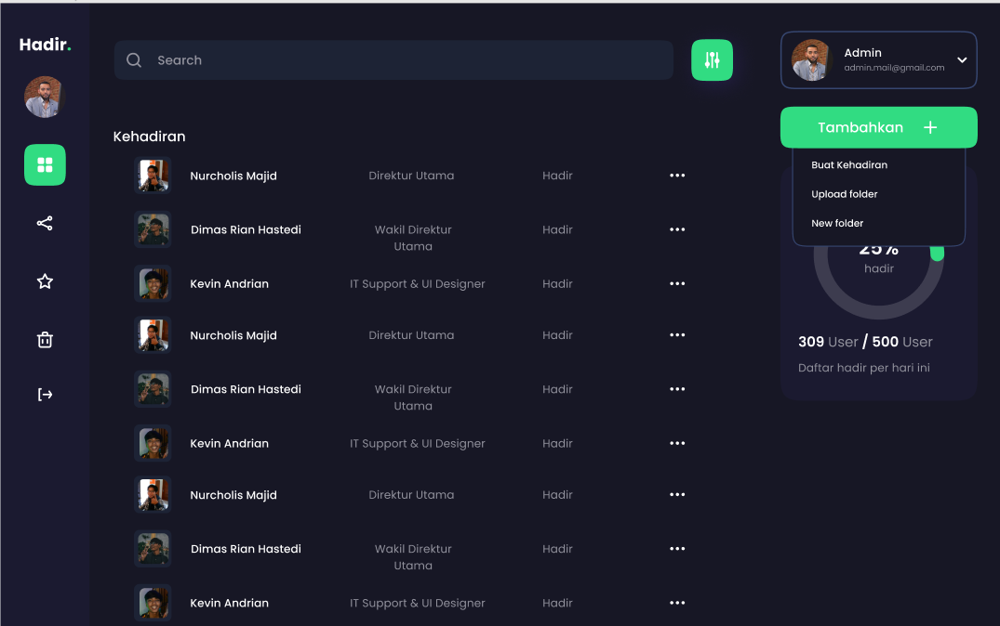 Hadir.
Search
Admin
admin.mail@gmail.com
Tambahkan
Buat Kehadiran
Upload folder
New folder
Kehadiran
Nurcholis Majid Direktur Utama Hadir
Dimas Rian Hastedi Wakil Direktur Utama Hadir
Kevin Andrian IT Support & UI Designer Hadir
Nurcholis Majid Direktur Utama Hadir
Dimas Rian Hastedi Wakil Direktur Utama Hadir
Kevin Andrian IT Support & UI Designer Hadir
Nurcholis Majid Direktur Utama Hadir
Dimas Rian Hastedi Wakil Direktur Utama Hadir
Kevin Andrian IT Support & UI Designer Hadir
25%
hadir
309 User / 500 User
Daftar hadir per hari ini